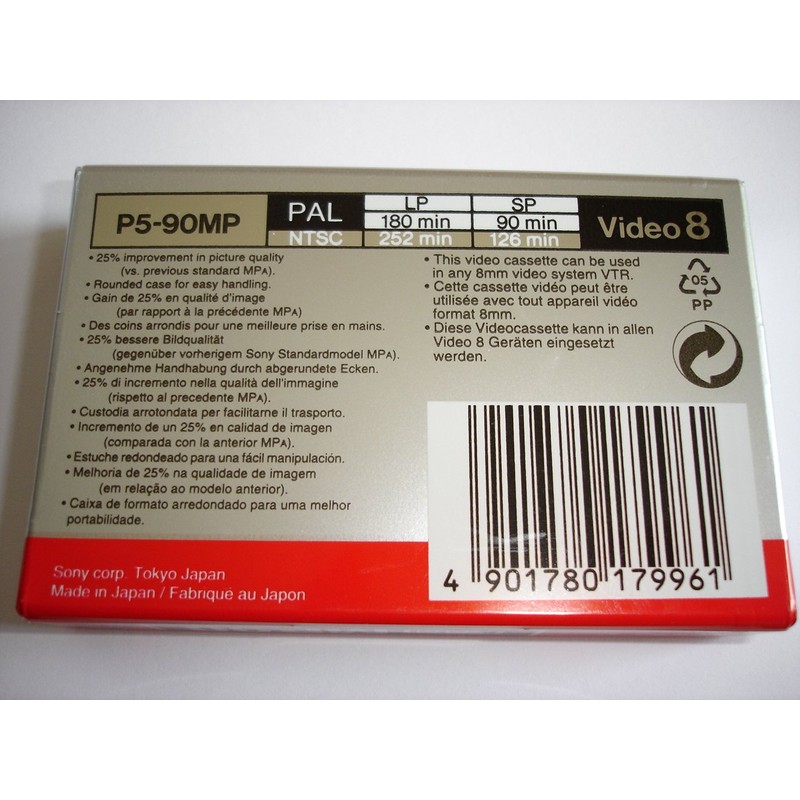 P5-90MP PAL LP SP Video 8
180 min 90 min
NTSC 252 min 126 min
• 25% improvement in picture quality
(vs. previous standard MPA).
• Rounded case for easy handling.
• Gain de 25% en qualité d'image
(par rapport à la précédente MPA)
• Des coins arrondis pour une meilleure prise en mains.
• 25% bessere Bildqualität
(gegenüber vorherigem Sony Standardmodel MPA).
• Angenehme Handhabung durch abgerundete Ecken.
• 25% di incremento nella qualità dell'immagine
(rispetto al precedente MPA).
• Custodia arrotondata per facilitarne il trasporto.
• Incremento de un 25% en calidad de imagen
(comparada con la anterior MPA).
• Estuche redondeado para una fácil manipulación.
• Melhoria de 25% na qualidade de imagem
(em relação ao modelo anterior).
• Caixa de formato arredondado para uma melhor
portabilidade.
• This video cassette can be used
in any 8mm video system VTR.
• Cette cassette vidéo peut être
utilisée avec tout appareil vidéo
format 8mm.
• Diese Videocassette kann in allen
Video 8 Geräten eingesetzt
werden.
05
PP
Sony corp. Tokyo Japan
Made in Japan / Fabriqué au Japon
4 901780 179961